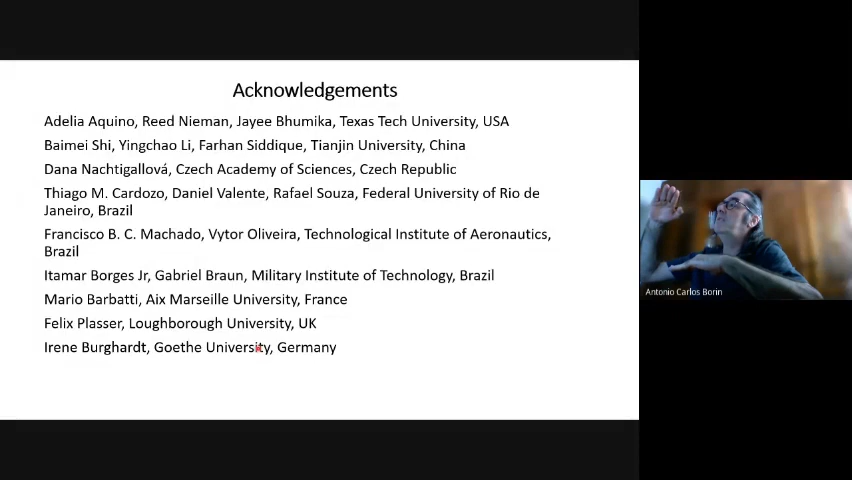 Acknowledgements
Adelia Aquino, Reed Nieman, Jayee Bhumika, Texas Tech University, USA
Baimei Shi, Yingchao Li, Farhan Siddique, Tianjin University, China
Dana Nachtigallová, Czech Academy of Sciences, Czech Republic
Thiago M. Cardozo, Daniel Valente, Rafael Souza, Federal University of Rio de
Janeiro, Brazil
Francisco B. C. Machado, Vytor Oliveira, Technological Institute of Aeronautics,
Brazil
Itamar Borges Jr, Gabriel Braun, Military Institute of Technology, Brazil
Mario Barbatti, Aix Marseille University, France
Felix Plasser, Loughborough University, UK
Irene Burghardt, Goethe University, Germany
Antonio Carlos Borin